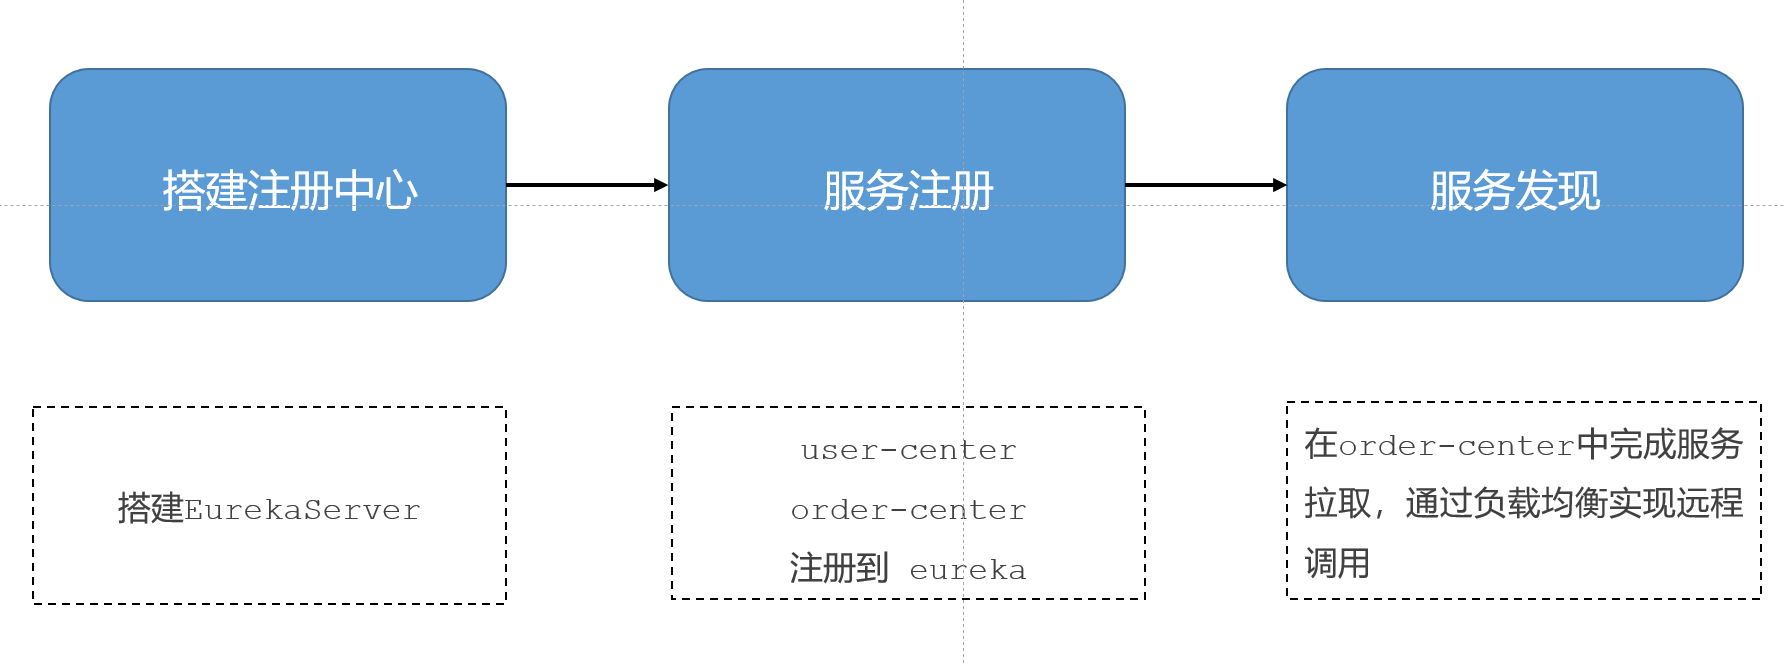 搭建注册中心
服务注册
服务发现
搭建EurekaServer
user-center
order-center
注册到 eureka
在order-center中完成服务
拉取，通过负载均衡实现远程
调用